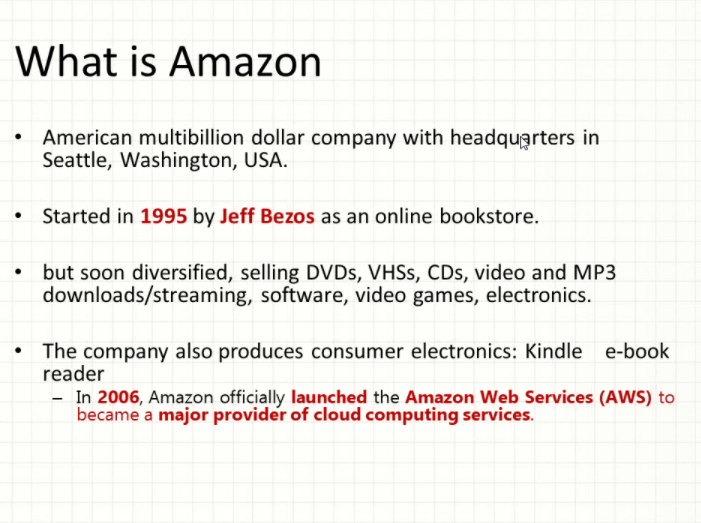 What is Amazon
• American multibillion dollar company with headquarters in
Seattle, Washington, USA.
• Started in 1995 by Jeff Bezos as an online bookstore.
• but soon diversified, selling DVDs, VHSs, CDs, video and MP3
downloads/streaming, software, video games, electronics.
• The company also produces consumer electronics: Kindle e-book
reader
– In 2006, Amazon officially launched the Amazon Web Services (AWS) to
became a major provider of cloud computing services.